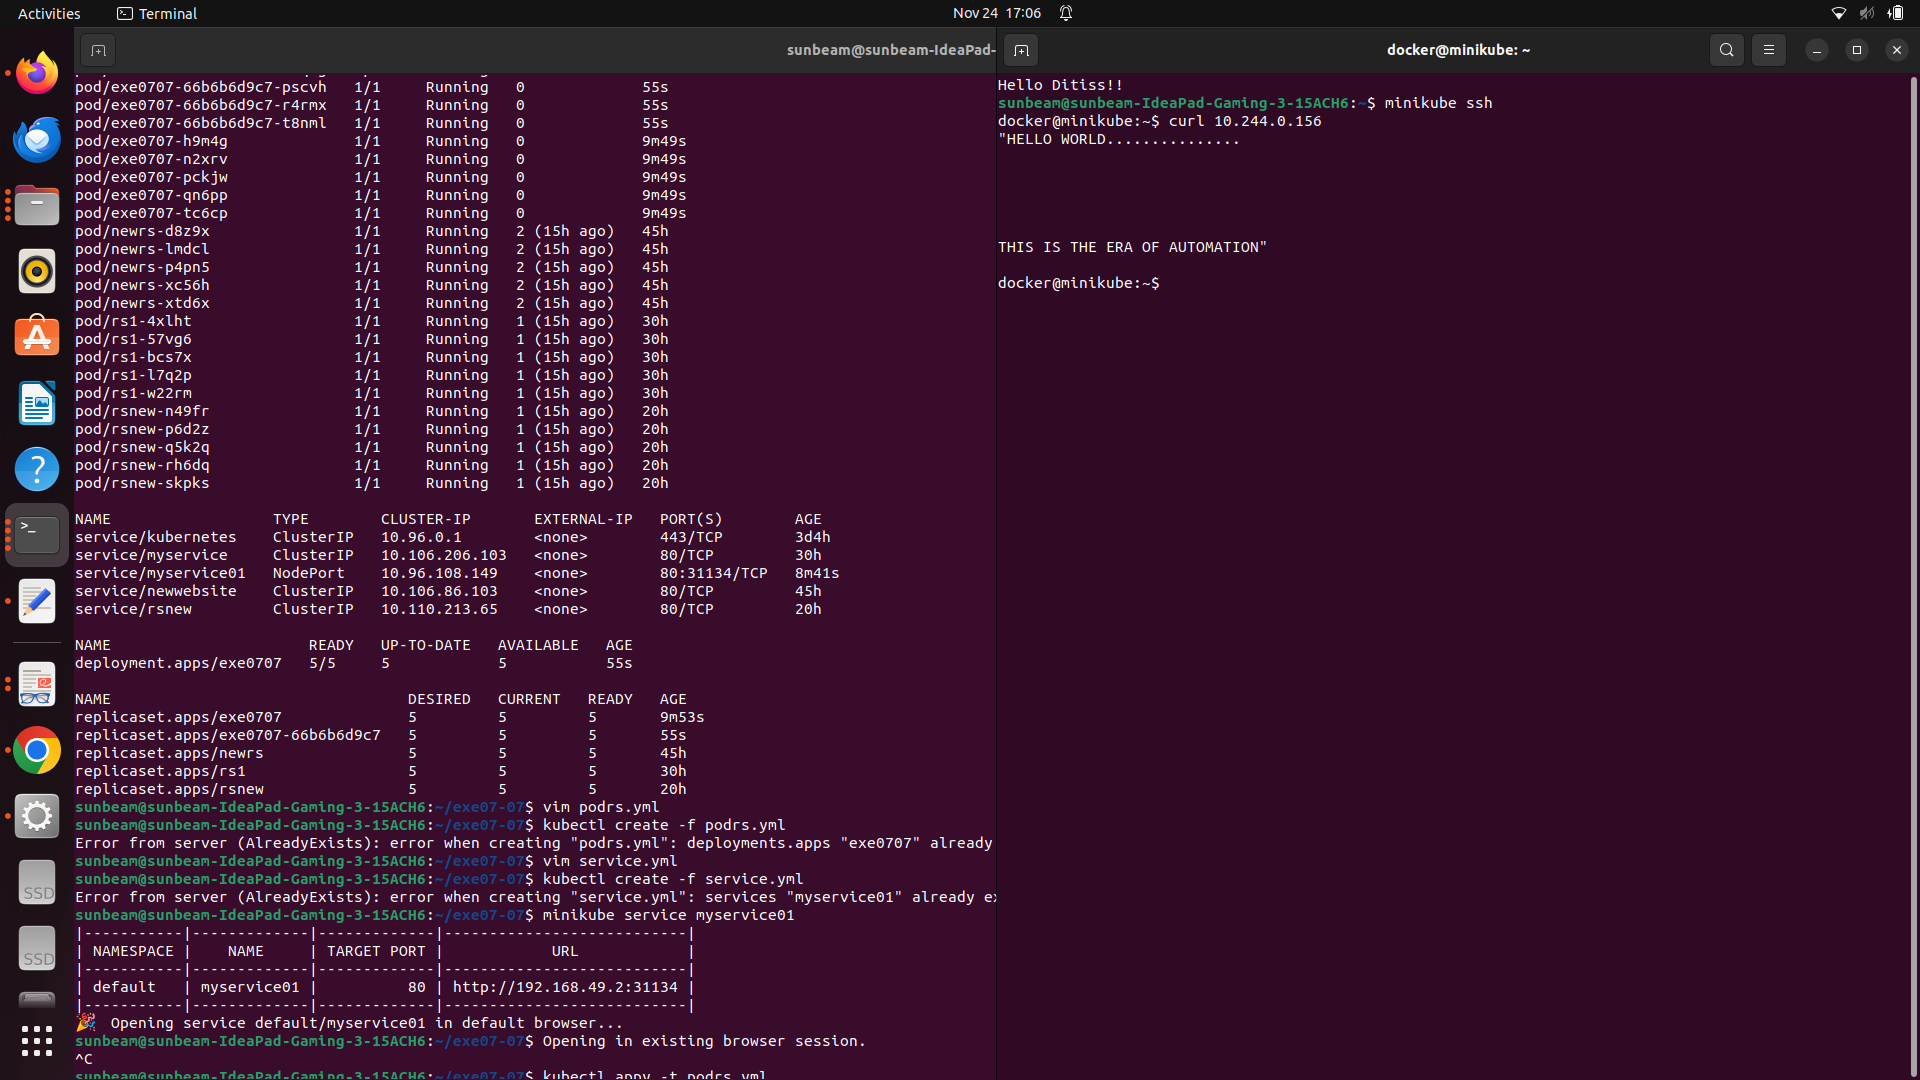 Activities
Terminal
Nov 24 17:06
sunbeam@sunbeam-IdeaPad-
pod/exe0707-66b6b6d9c7-pscvh 1/1 Running 0 55s
pod/exe0707-66b6b6d9c7-r4rmx 1/1 Running 0 55s
pod/exe0707-66b6b6d9c7-t8nml 1/1 Running 0 55s
pod/exe0707-h9m4g 1/1 Running 0 9m49s
pod/exe0707-n2xrv 1/1 Running 0 9m49s
pod/exe0707-pckjw 1/1 Running 0 9m49s
pod/exe0707-qn6pp 1/1 Running 0 9m49s
pod/exe0707-tc6cp 1/1 Running 0 9m49s
pod/newrs-d8z9x 1/1 Running 2 (15h ago) 45h
pod/newrs-lmdcl 1/1 Running 2 (15h ago) 45h
pod/newrs-p4pn5 1/1 Running 2 (15h ago) 45h
pod/newrs-xc56h 1/1 Running 2 (15h ago) 45h
pod/newrs-xtd6x 1/1 Running 2 (15h ago) 45h
pod/rs1-4xlht 1/1 Running 1 (15h ago) 30h
pod/rs1-57vg6 1/1 Running 1 (15h ago) 30h
pod/rs1-bcs7x 1/1 Running 1 (15h ago) 30h
pod/rs1-l7q2p 1/1 Running 1 (15h ago) 30h
pod/rs1-w22rm 1/1 Running 1 (15h ago) 30h
pod/rsnew-n49fr 1/1 Running 1 (15h ago) 20h
pod/rsnew-p6d2z 1/1 Running 1 (15h ago) 20h
pod/rsnew-q5k2q 1/1 Running 1 (15h ago) 20h
pod/rsnew-rh6dq 1/1 Running 1 (15h ago) 20h
pod/rsnew-skpks 1/1 Running 1 (15h ago) 20h
NAME TYPE CLUSTER-IP EXTERNAL-IP PORT(S) AGE
service/kubernetes ClusterIP 10.96.0.1 <none> 443/TCP 3d4h
service/myservice ClusterIP 10.106.206.103 <none> 80/TCP 30h
service/myservice01 NodePort 10.96.108.149 <none> 80:31134/TCP 8m41s
service/newwebsite ClusterIP 10.106.86.103 <none> 80/TCP 45h
service/rsnew ClusterIP 10.110.213.65 <none> 80/TCP 20h
NAME READY UP-TO-DATE AVAILABLE AGE
deployment.apps/exe0707 5/5 5 5 55s
NAME DESIRED CURRENT READY AGE
replicaset.apps/exe0707 5 5 5 9m53s
replicaset.apps/exe0707-66b6b6d9c7 5 5 5 55s
replicaset.apps/newrs 5 5 5 45h
replicaset.apps/rs1 5 5 5 30h
replicaset.apps/rsnew 5 5 5 20h
sunbeam@sunbeam-IdeaPad-Gaming-3-15ACH6:~/exe07-07$ vim podrs.yml
sunbeam@sunbeam-IdeaPad-Gaming-3-15ACH6:~/exe07-07$ kubectl create -f podrs.yml
Error from server (AlreadyExists): error when creating "podrs.yml": deployments.apps "exe0707" already
sunbeam@sunbeam-IdeaPad-Gaming-3-15ACH6:~/exe07-07$ vim service.yml
sunbeam@sunbeam-IdeaPad-Gaming-3-15ACH6:~/exe07-07$ kubectl create -f service.yml
Error from server (AlreadyExists): error when creating "service.yml": services "myservice01" already ex
sunbeam@sunbeam-IdeaPad-Gaming-3-15ACH6:~/exe07-07$ minikube service myservice01
|-----------|-------------|-------------|---------------------------|
| NAMESPACE | NAME | TARGET PORT | URL |
|-----------|-------------|-------------|---------------------------|
| default | myservice01 | 80 | http://192.168.49.2:31134 |
|-----------|-------------|-------------|---------------------------|
🎉 Opening service default/myservice01 in default browser...
sunbeam@sunbeam-IdeaPad-Gaming-3-15ACH6:~/exe07-07$ Opening in existing browser session.
^C
sunbeam@sunbeam-IdeaPad-Gaming-3-15ACH6:~/exe07-07$ kubectl appy -f podrs.yml
docker@minikube: ~
Hello Ditiss!!
sunbeam@sunbeam-IdeaPad-Gaming-3-15ACH6:~$ minikube ssh
docker@minikube:~$ curl 10.244.0.156
"HELLO WORLD...............
THIS IS THE ERA OF AUTOMATION"
docker@minikube:~$
SSD
SSD